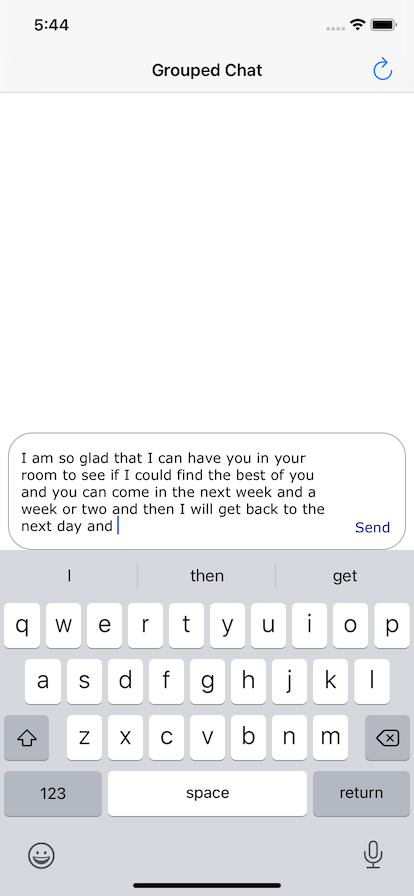 5:44
Grouped Chat
I am so glad that I can have you in your
room to see if I could find the best of you
and you can come in the next week and a
week or two and then I will get back to the
next day and
Send
I then get
q w e r t y u i o p
a s d f g h j k l
z x c v b n m
123 space return